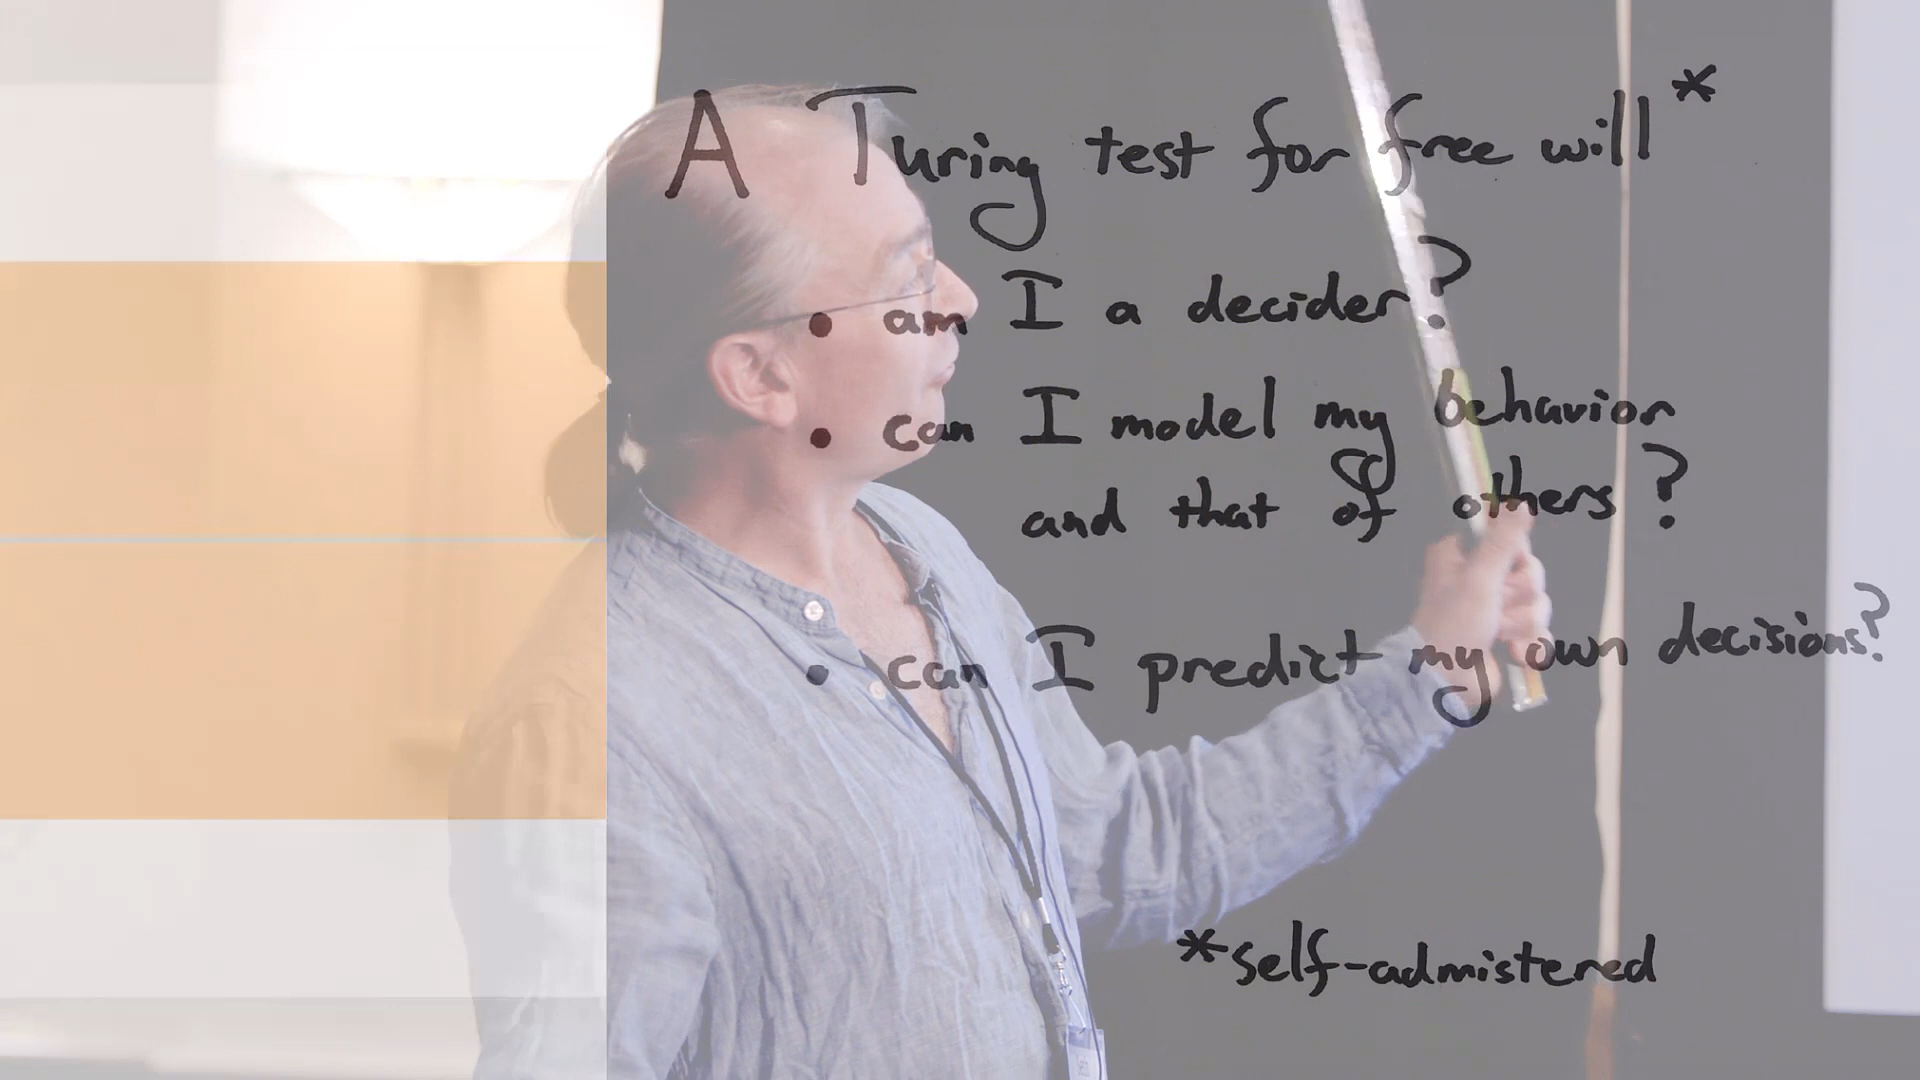 A Turing test for free will*
• am I a decider?
• can I model my behavior
and that of others?
• can I predict my own decisions?
*self-admistered